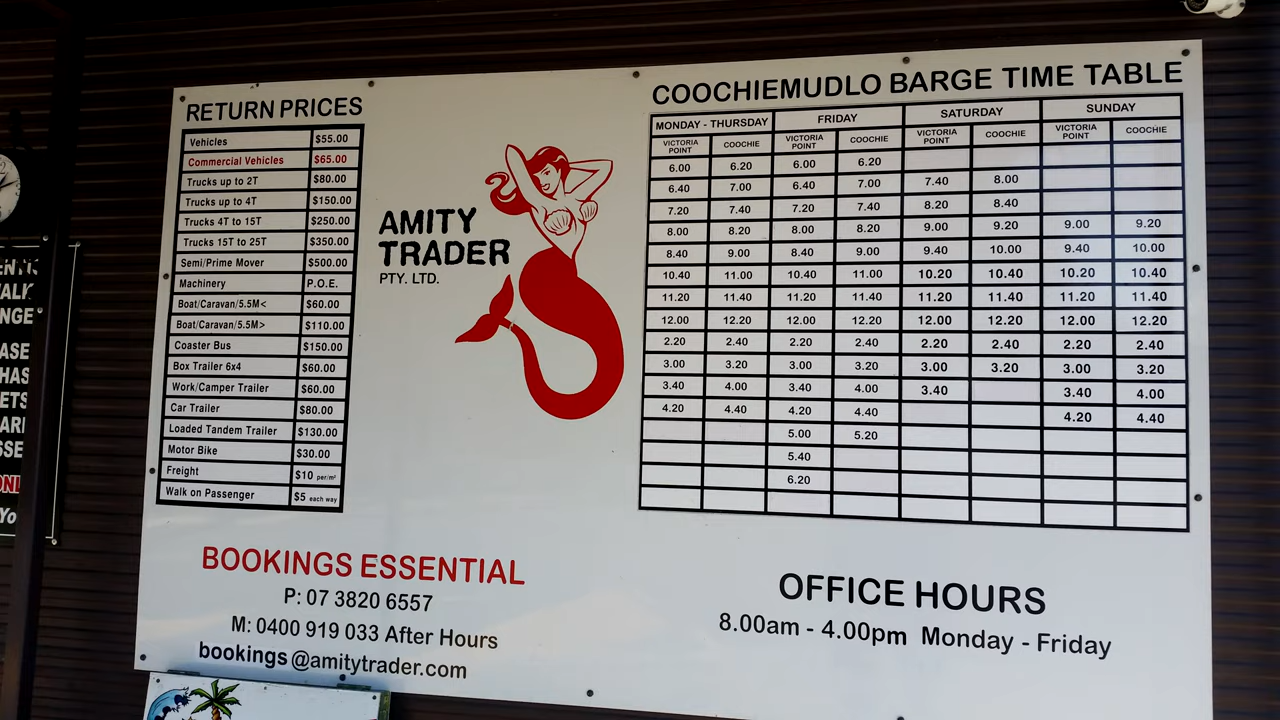 RETURN PRICES
Vehicles $55.00
Commercial Vehicles $65.00
Trucks up to 2T $80.00
Trucks up to 4T $150.00
Trucks 4T to 15T $250.00
Trucks 15T to 25T $350.00
Semi/Prime Mover $500.00
Machinery P.O.E.
Boat/Caravan/5.5M< $60.00
Boat/Caravan/5.5M> $110.00
Coaster Bus $150.00
Box Trailer 6x4 $60.00
Work/Camper Trailer $60.00
Car Trailer $80.00
Loaded Tandem Trailer $130.00
Motor Bike $30.00
Freight $10 per/m²
Walk on Passenger $5 each way
AMITY
TRADER
PTY. LTD.
COOCHIEMUDLO BARGE TIME TABLE
MONDAY - THURSDAY FRIDAY SATURDAY SUNDAY
VICTORIA POINT COOCHIE VICTORIA POINT COOCHIE VICTORIA POINT COOCHIE VICTORIA POINT COOCHIE
6.00 6.20 6.00 6.20
6.40 7.00 6.40 7.00 7.40 8.00
7.20 7.40 7.20 7.40 8.20 8.40
8.00 8.20 8.00 8.20 9.00 9.20 9.00 9.20
8.40 9.00 8.40 9.00 9.40 10.00 9.40 10.00
10.40 11.00 10.40 11.00 10.20 10.40 10.20 10.40
11.20 11.40 11.20 11.40 11.20 11.40 11.20 11.40
12.00 12.20 12.00 12.20 12.00 12.20 12.00 12.20
2.20 2.40 2.20 2.40 2.20 2.40 2.20 2.40
3.00 3.20 3.00 3.20 3.00 3.20 3.00 3.20
3.40 4.00 3.40 4.00 3.40 3.40 4.00
4.20 4.40 4.20 4.40 4.20 4.40
5.00 5.20
5.40
6.20
BOOKINGS ESSENTIAL
P: 07 3820 6557
M: 0400 919 033 After Hours
bookings@amitytrader.com
OFFICE HOURS
8.00am - 4.00pm Monday - Friday